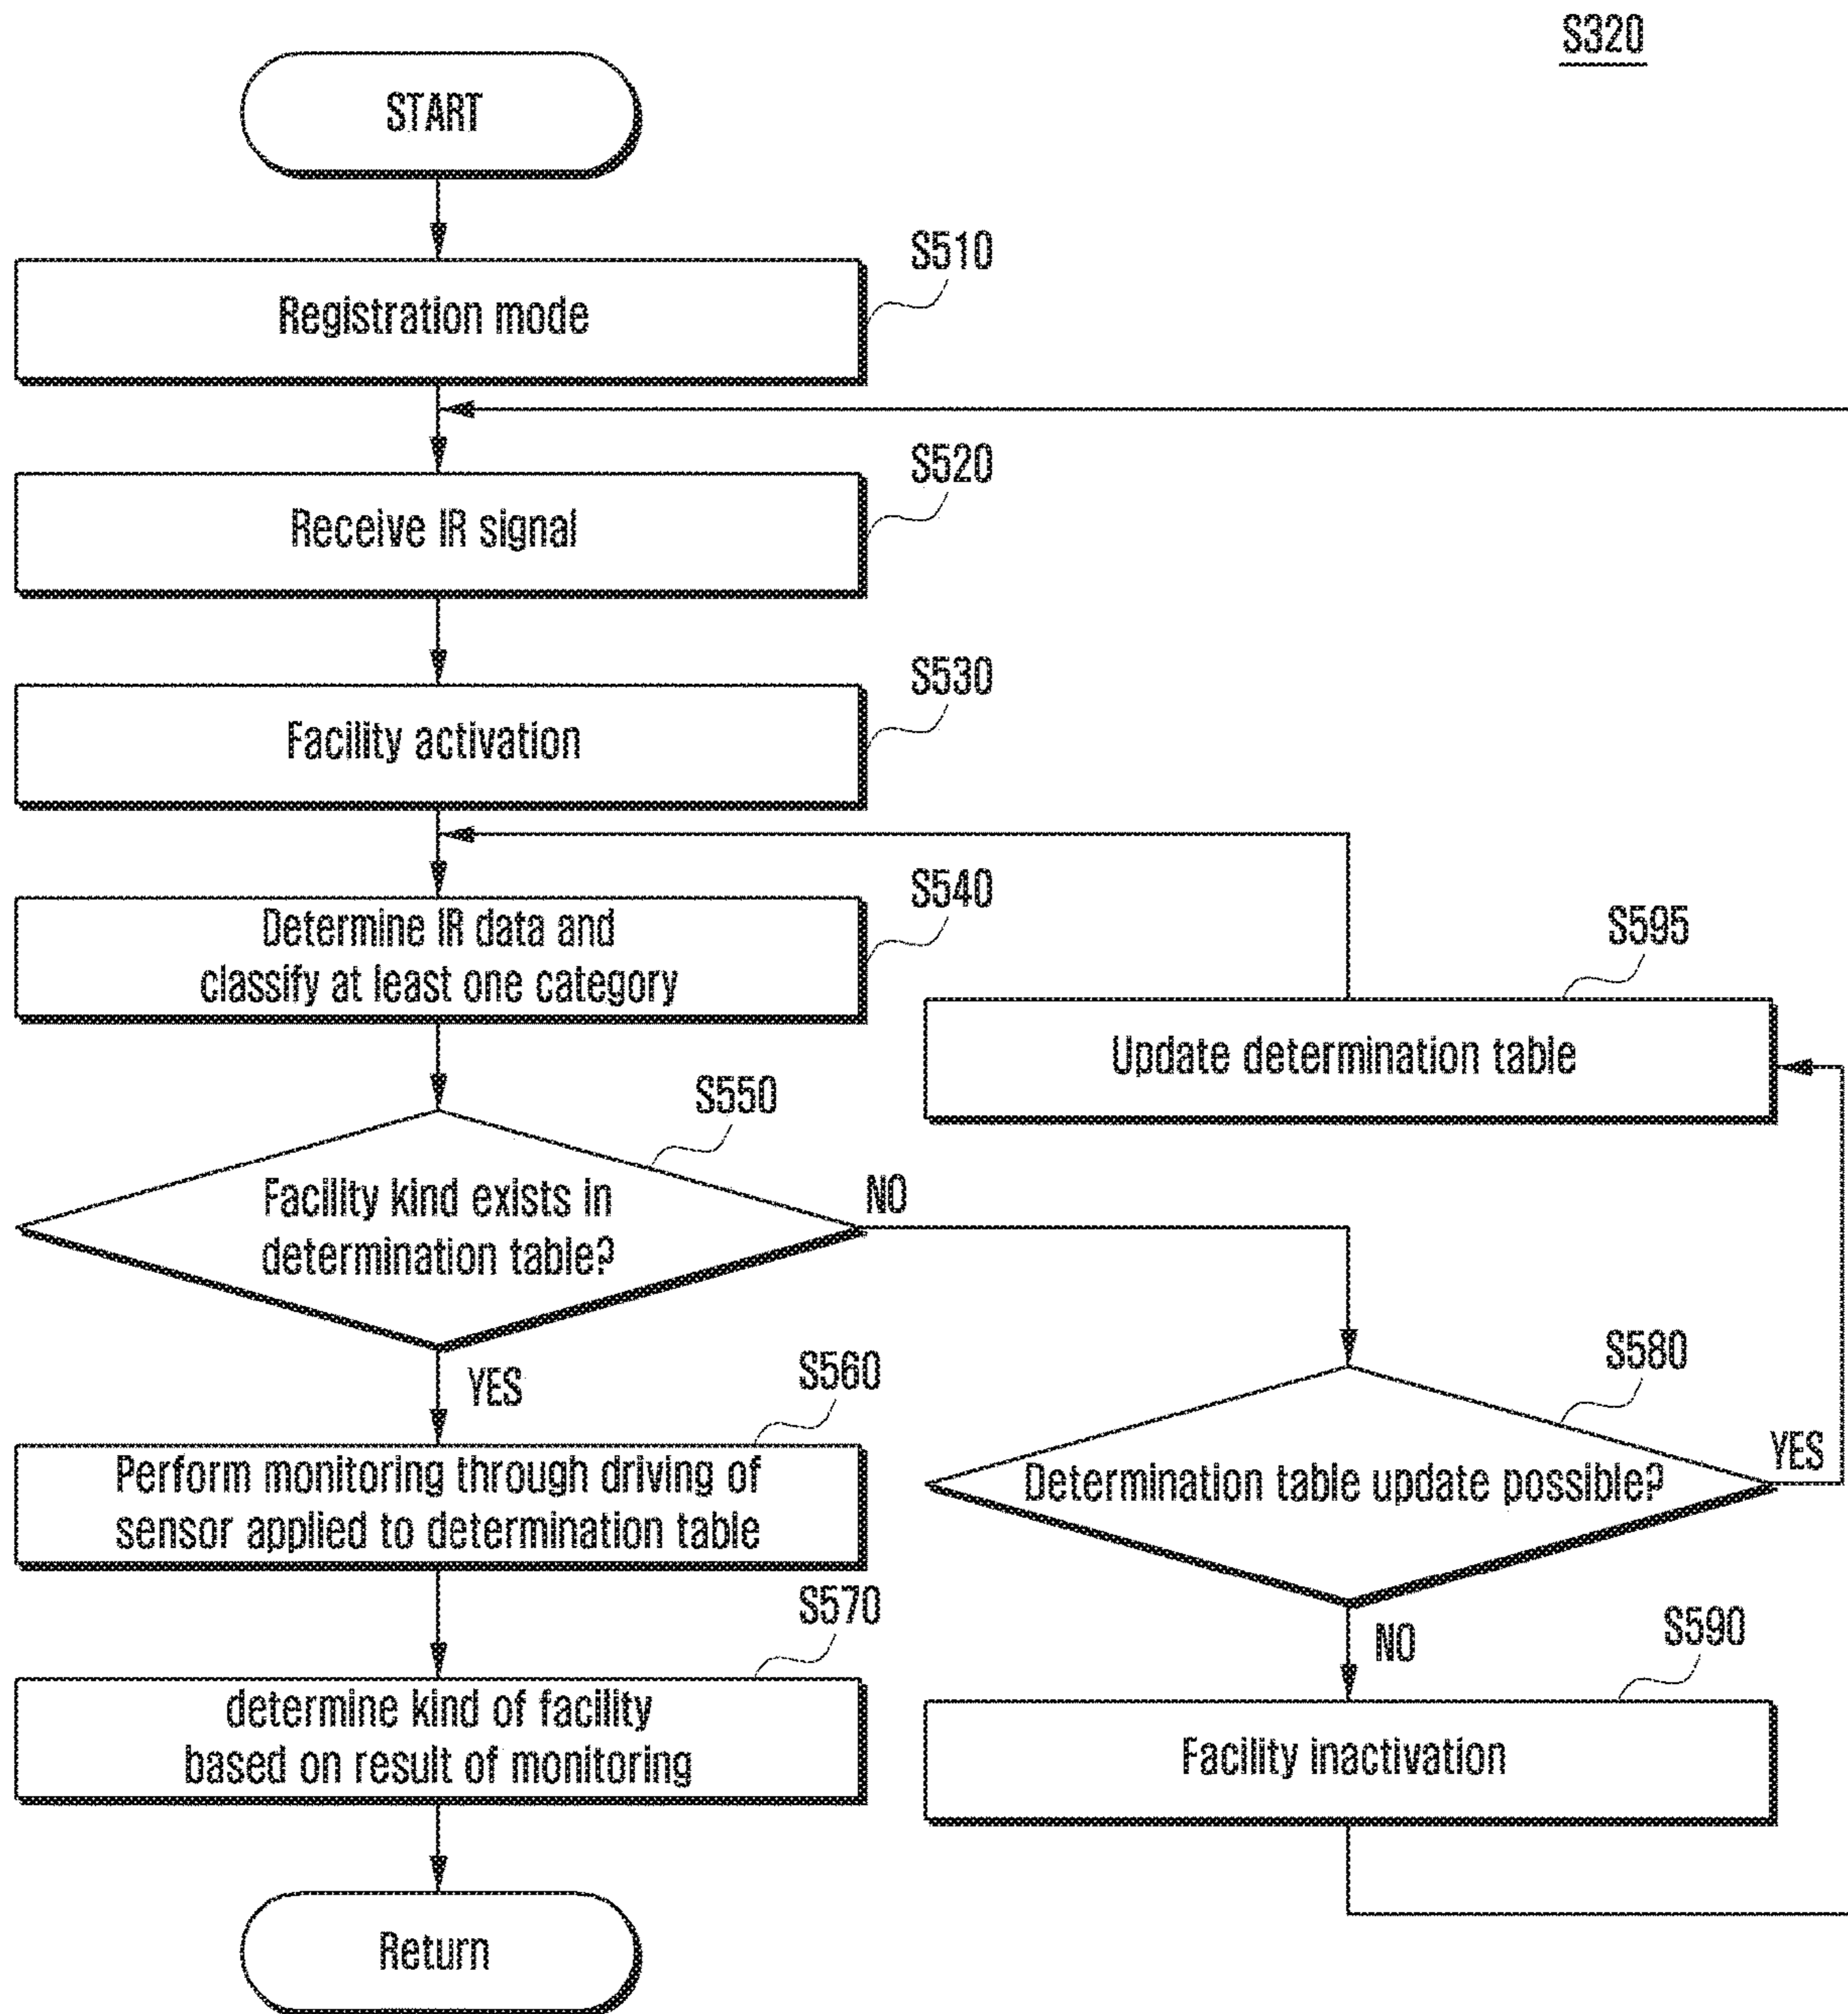 S320
START
S510
Registration mode
S520
Receive IR signal
S530
Facility activation
S540
Determine IR data and
classify at least one category
S595
Update determination table
S550
Facility kind exists in
determination table?
NO
YES
S580
Determination table update possible?
YES
S560
Perform monitoring through driving of
sensor applied to determination table
S570
determine kind of facility
based on result of monitoring
NO
S590
Facility inactivation
Return